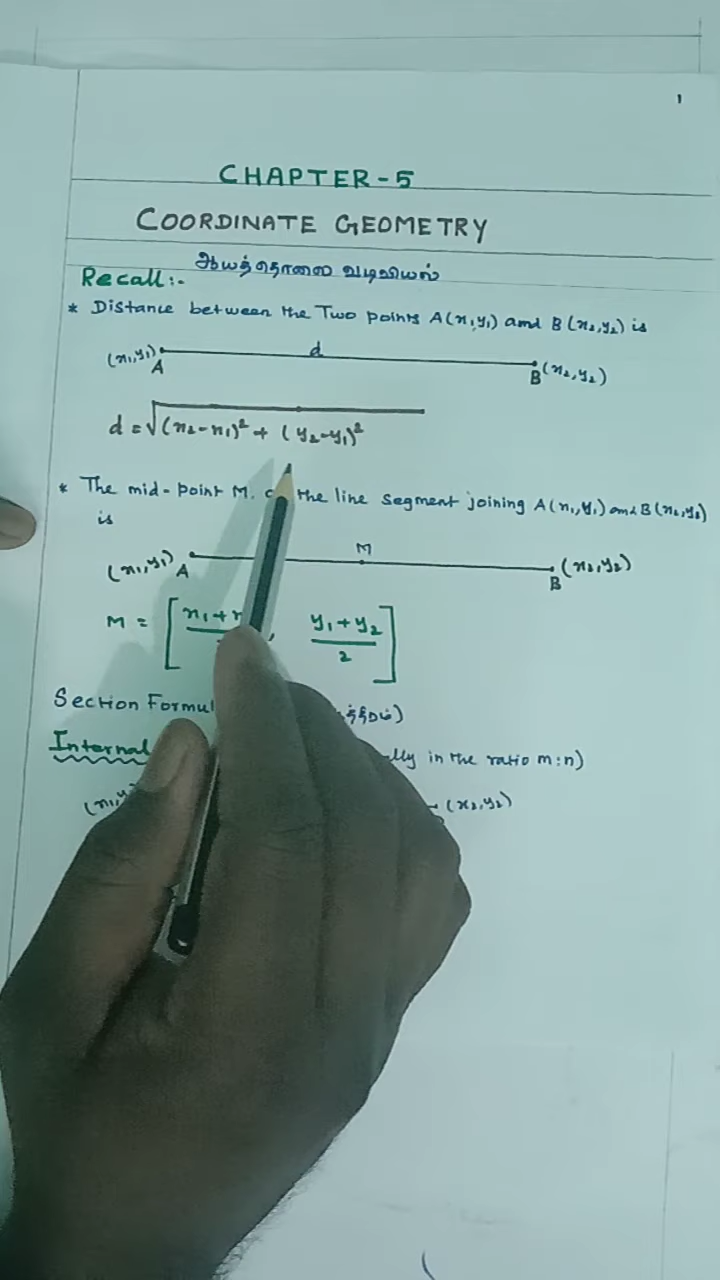 1
CHAPTER-5
COORDINATE GEOMETRY
ஆயத்தொலை வடிவியல்
Recall:-
* Distance between the Two points A(x₁,y₁) and B(x₂,y₂) is
(x₁,y₁) d (x₂,y₂)
A B
d = √(x₂-x₁)² + (y₂-y₁)²
* The mid-point M, the line segment joining A(x₁,y₁) and B(x₂,y₂)
is
(x₁,y₁) A M B (x₂,y₂)
M = [x₁+ , y₁+y₂/2]
Section
Internal in the ratio m:n)
(x₂,y₂)